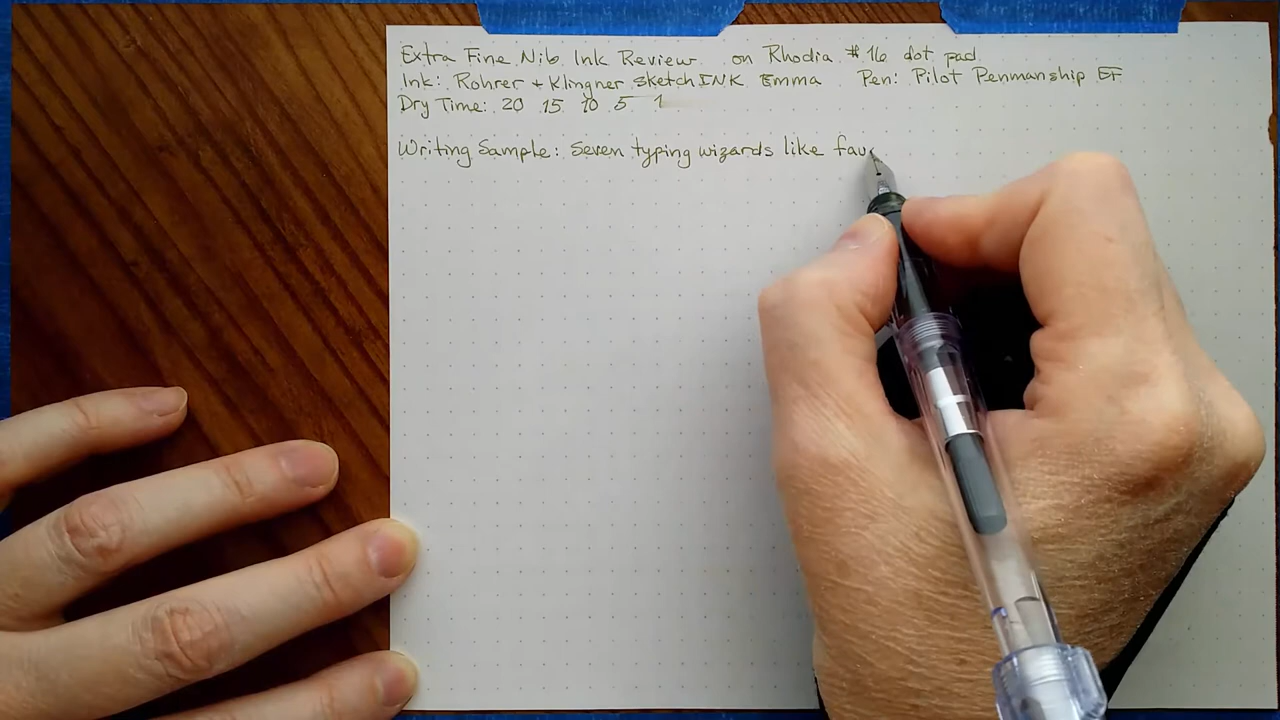 Extra Fine Nib Ink Review on Rhodia #16 dot pad
Ink: Rohrer + Klingner SketchINK Emma Pen: Pilot Penmanship EF
Dry Time: 20 15 10 5 1
Writing Sample: Seven typing wizards like fav